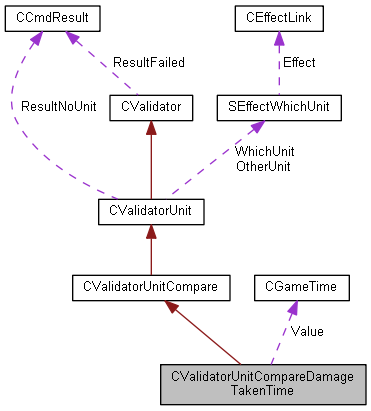 CCmdResult
CEffectLink
ResultFailed
Effect
ResultNoUnit
CValidator
SEffectWhichUnit
WhichUnit
OtherUnit
CValidatorUnit
CValidatorUnitCompare
CGameTime
Value
CValidatorUnitCompareDamage
TakenTime